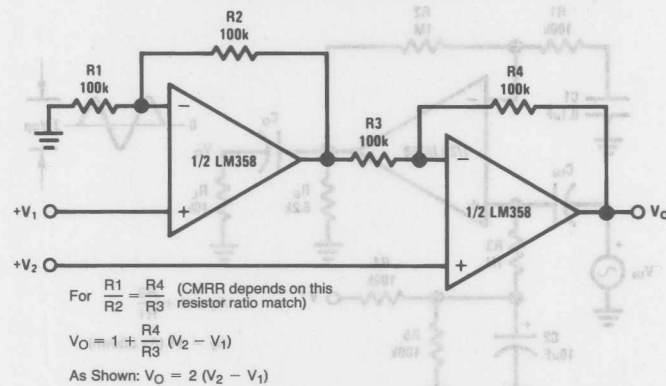 R2
100k
R1
100k
R4
100k
R3
100k
1/2 LM358
1/2 LM358
+V1
+V2
VO
For R1/R2 = R4/R3 (CMRR depends on this resistor ratio match)
VO = 1 + R4/R3 (V2 − V1)
As Shown: VO = 2 (V2 − V1)